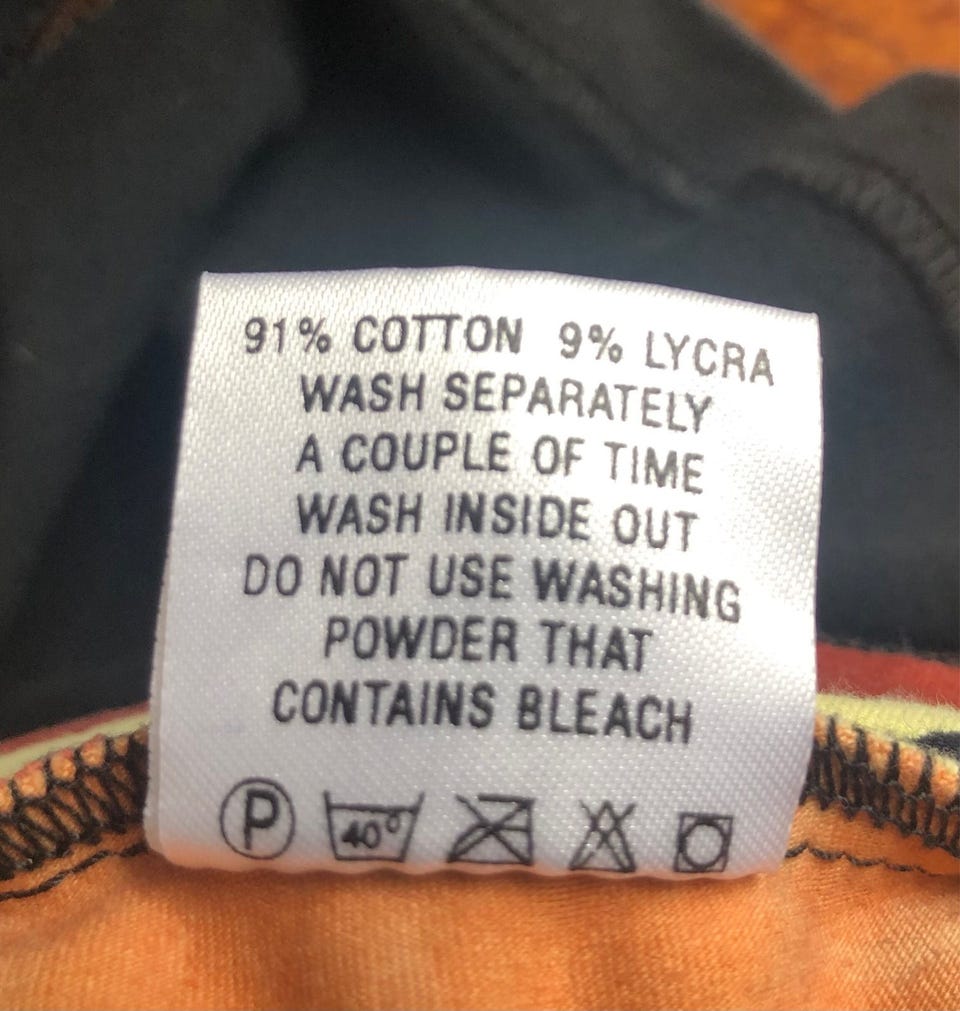 91% COTTON 9% LYCRA
WASH SEPARATELY
A COUPLE OF TIME
WASH INSIDE OUT
DO NOT USE WASHING
POWDER THAT
CONTAINS BLEACH
P 40°